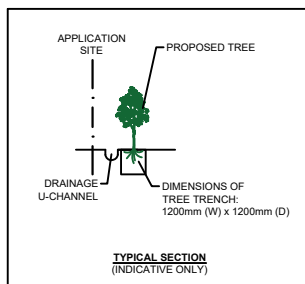 APPLICATION
SITE
PROPOSED TREE
DRAINAGE
U-CHANNEL
DIMENSIONS OF
TREE TRENCH:
1200mm (W) x 1200mm (D)
TYPICAL SECTION
(INDICATIVE ONLY)